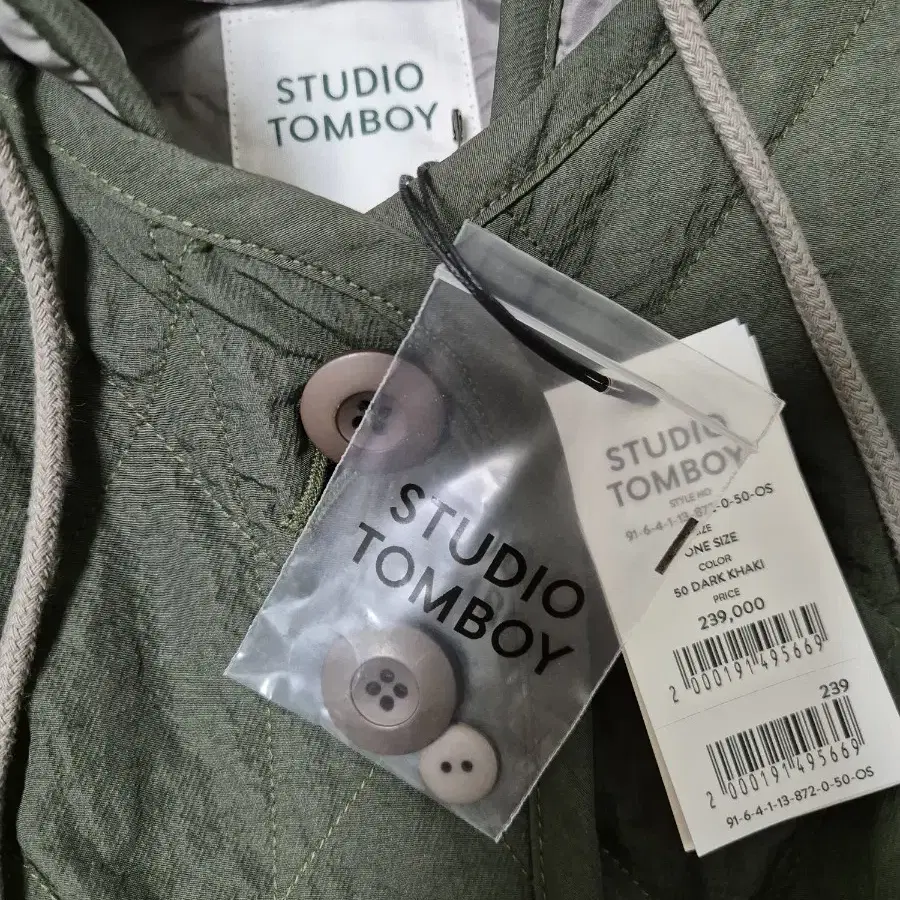 STUDIO
TOMBOY
STUDIO
TOMBOY
STUDIO
TOMBOY
STYLE NO
91-6-4-1-13-872-0-50-OS
SIZE
ONE SIZE
COLOR
50 DARK KHAKI
PRICE
239,000
2 000191 495669
239
2 000191 495669
91-6-4-1-13-872-0-50-OS